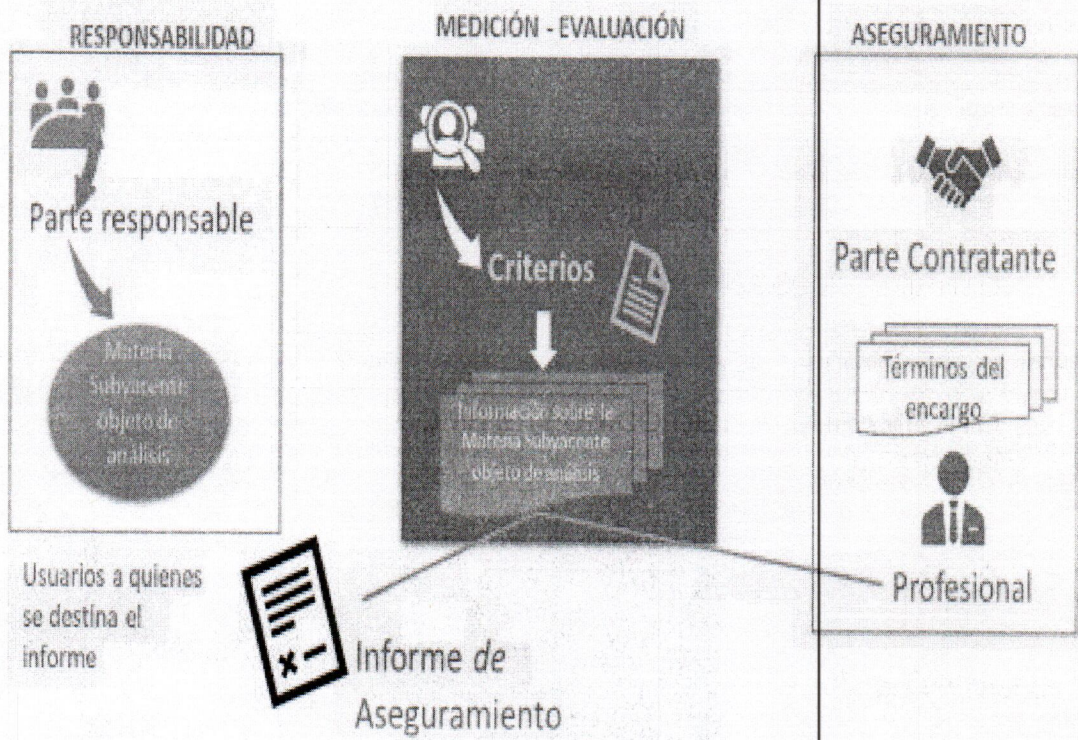 RESPONSABILIDAD
Parte responsable
Materia
Subyacente
objeto de
análisis
MEDICIÓN - EVALUACIÓN
Criterios
Información sobre la
Materia Subyacente
objeto de análisis
ASEGURAMIENTO
Parte Contratante
Términos del
encargo
Profesional
Usuarios a quienes
se destina el
informe
Informe de
Aseguramiento